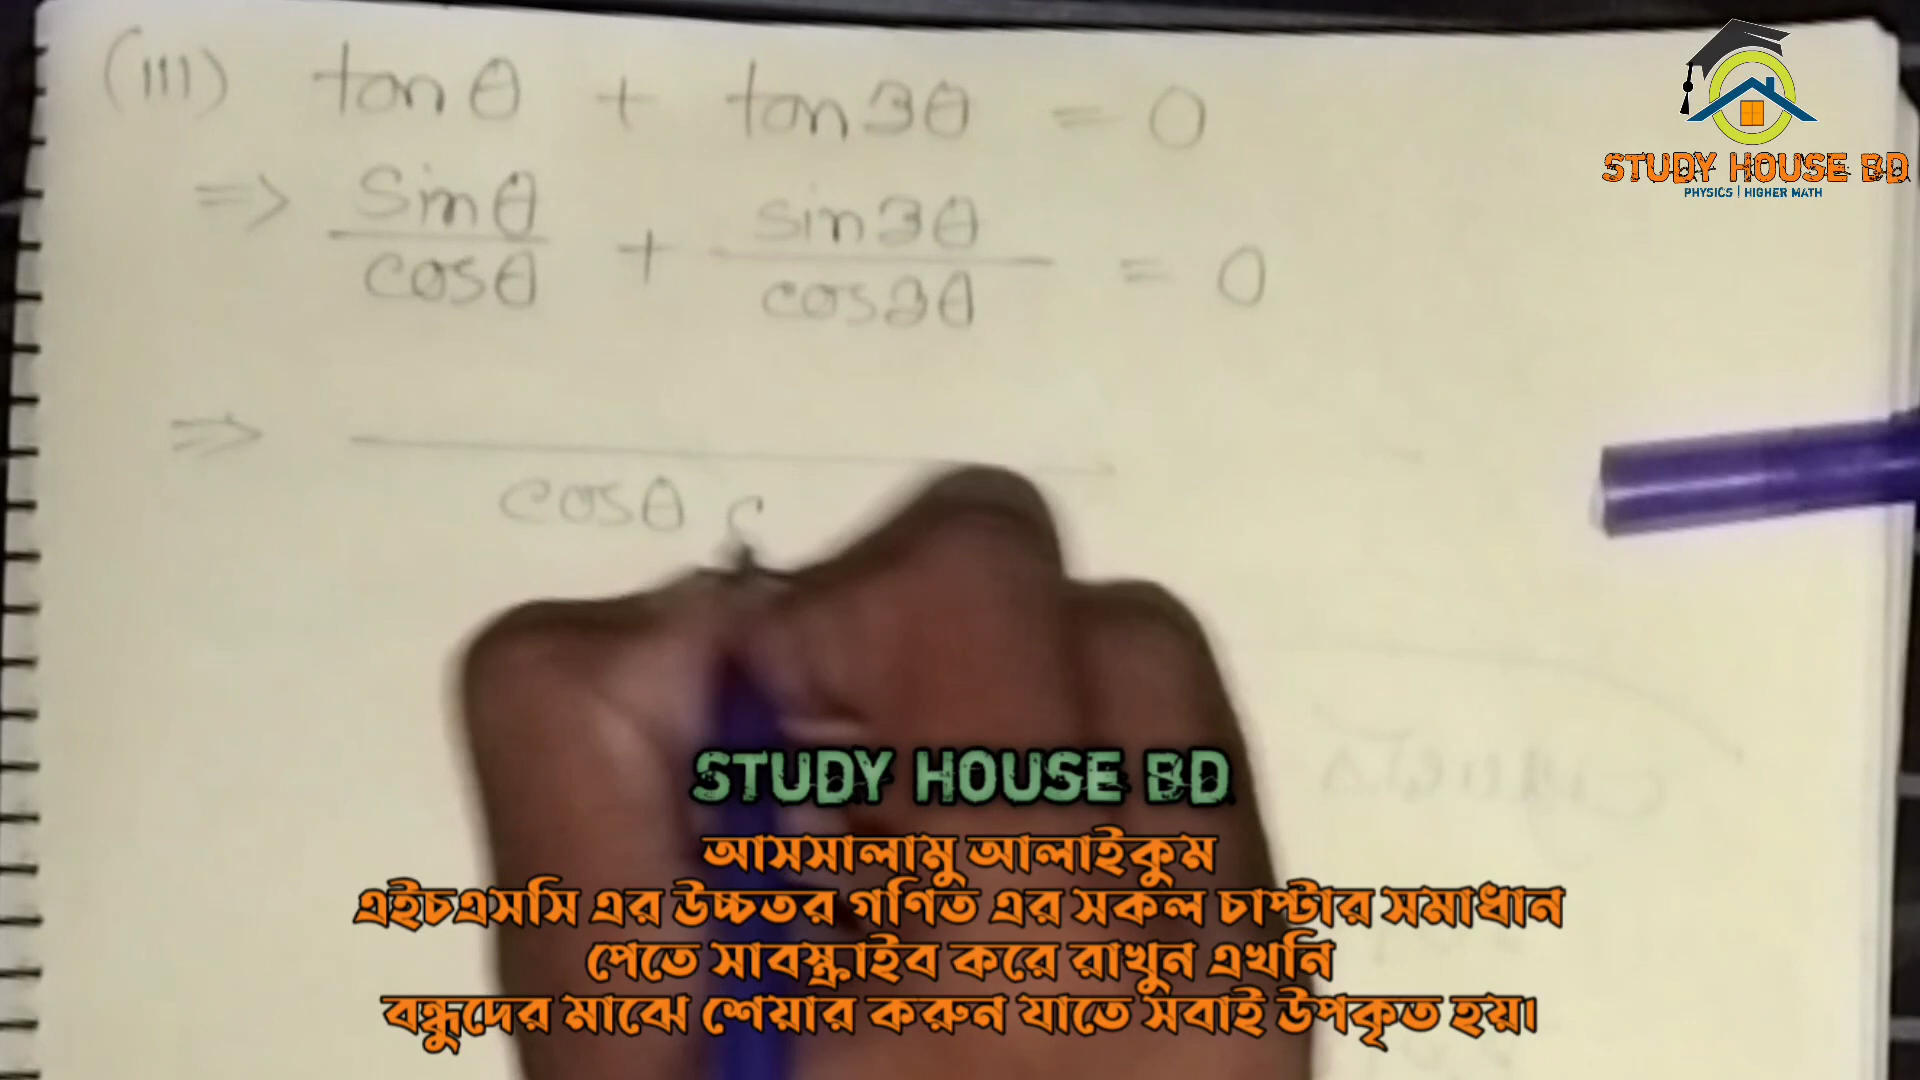 (iii) tanθ + tan3θ = 0
=> sinθ/cosθ + sin3θ/cos3θ = 0
=> cosθ c
STUDY HOUSE BD
PHYSICS | HIGHER MATH
STUDY HOUSE BD
আসসালামু আলাইকুম
এইচএসসি এর উচ্চতর গণিত এর সকল চাপ্টার সমাধান
পেতে সাবস্ক্রাইব করে রাখুন এখনি
বন্ধুদের মাঝে শেয়ার করুন যাতে সবাই উপকৃত হয়।